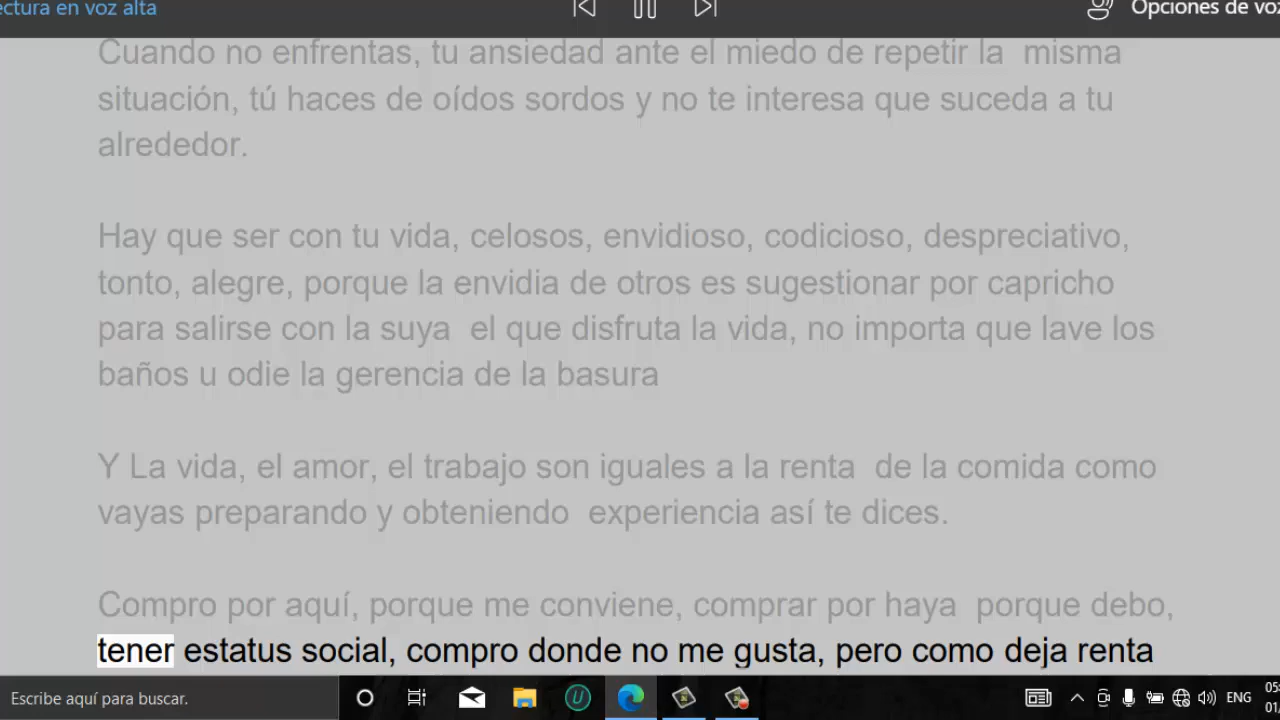 ectura en voz alta
Opciones de voz
Cuando no enfrentas, tu ansiedad ante el miedo de repetir la misma
situación, tú haces de oídos sordos y no te interesa que suceda a tu
alrededor.
Hay que ser con tu vida, celosos, envidioso, codicioso, despreciativo,
tonto, alegre, porque la envidia de otros es sugestionar por capricho
para salirse con la suya el que disfruta la vida, no importa que lave los
baños u odie la gerencia de la basura
Y La vida, el amor, el trabajo son iguales a la renta de la comida como
vayas preparando y obteniendo experiencia así te dices.
Compro por aquí, porque me conviene, comprar por haya porque debo,
tener estatus social, compro donde no me gusta, pero como deja renta
Escribe aquí para buscar.
ENG
05
01/